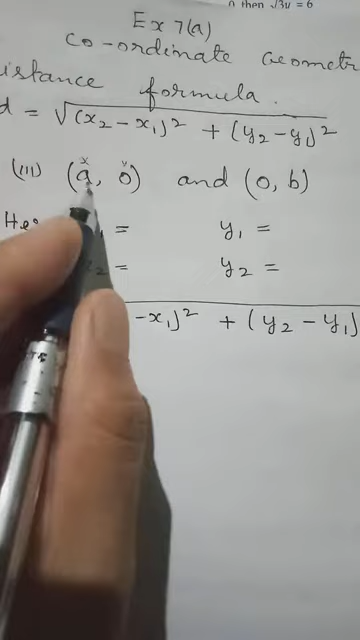 then √3y = 6
Ex 7(a)
co-ordinate geometr
istance formula.
d = √(x₂ - x₁)² + (y₂ - y₁)²
x y
(iii) (a, 0) and (0, b)
He = y₁ =
₂ = y₂ =
- x₁)² + (y₂ - y₁)